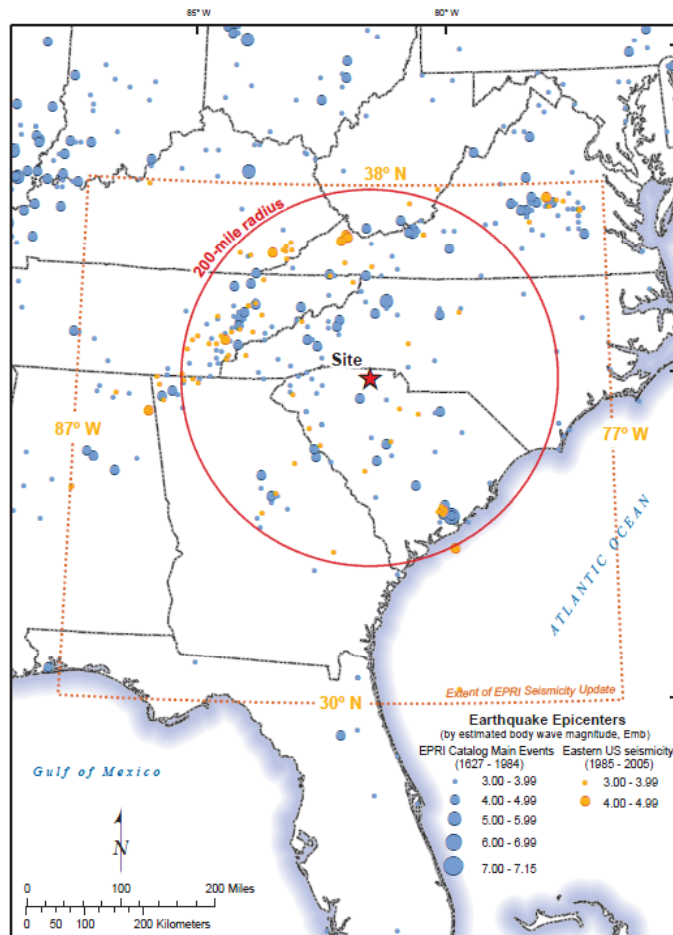 85° W
80° W
38° N
200-mile radius
Site
87° W
77° W
ATLANTIC OCEAN
Extent of EPRI Seismicity Update
30° N
Earthquake Epicenters
(by estimated body wave magnitude, Emb)
EPRI Catalog Main Events
(1627 - 1984)
3.00 - 3.99
4.00 - 4.99
5.00 - 5.99
6.00 - 6.99
7.00 - 7.15
Eastern US seismicity
(1985 - 2005)
3.00 - 3.99
4.00 - 4.99
Gulf of Mexico
N
0 100 200 Miles
0 50 100 200 Kilometers